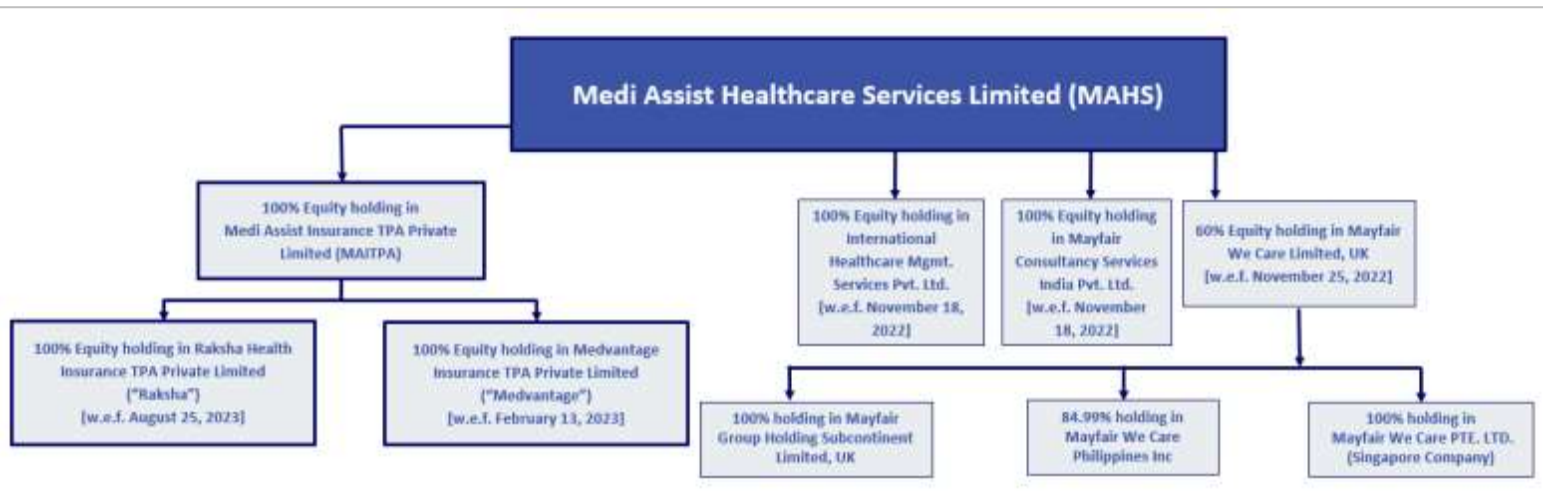 Medi Assist Healthcare Services Limited (MAHS)
100% Equity holding in
Medi Assist Insurance TPA Private
Limited (MAITPA)
100% Equity holding in
International
Healthcare Mgmt.
Services Pvt. Ltd.
[w.e.f. November 18,
2022]
100% Equity holding
in Mayfair
Consultancy Services
India Pvt. Ltd.
[w.e.f. November
18, 2022]
60% Equity holding in Mayfair
We Care Limited, UK
[w.e.f. November 25, 2022]
100% Equity holding in Raksha Health
Insurance TPA Private Limited
("Raksha")
[w.e.f. August 25, 2023]
100% Equity holding in Medvantage
Insurance TPA Private Limited
("Medvantage")
[w.e.f. February 13, 2023]
100% holding in Mayfair
Group Holding Subcontinent
Limited, UK
84.99% holding in
Mayfair We Care
Philippines Inc
100% holding in
Mayfair We Care PTE. LTD.
(Singapore Company)